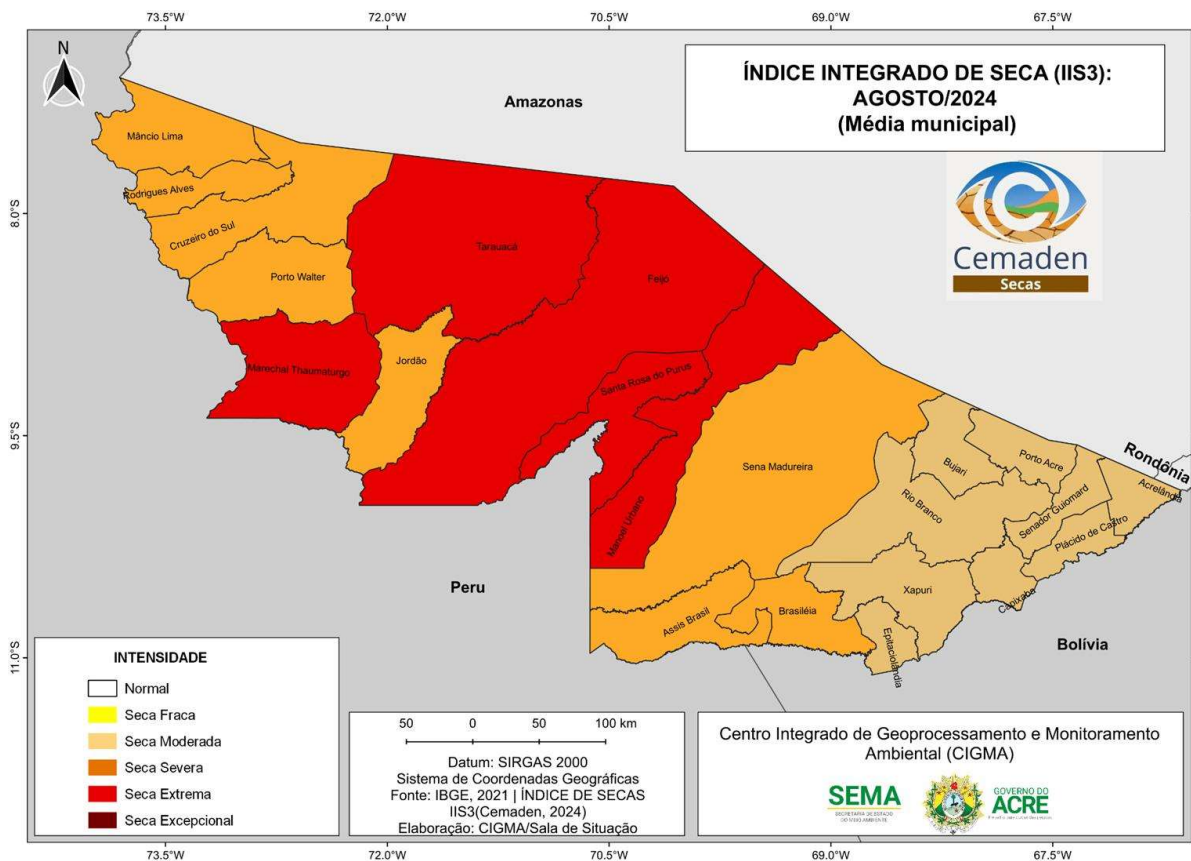 73.5°W 72.0°W 70.5°W 69.0°W 67.5°W
N
ÍNDICE INTEGRADO DE SECA (IIS3):
AGOSTO/2024
(Média municipal)
Amazonas
Cemaden
Secas
Mâncio Lima
Rodrigues Alves
Cruzeiro do Sul
Porto Walter
Tarauacá
Feijó
Marechal Thaumaturgo
Jordão
Santa Rosa do Purus
Manoel Urbano
Sena Madureira
Bujari
Porto Acre
Rondônia
Acrelândia
Rio Branco
Senador Guiomard
Plácido de Castro
Capixaba
Xapuri
Epitaciolândia
Brasiléia
Assis Brasil
Peru
Bolívia
8.0°S
9.5°S
11.0°S
INTENSIDADE
Normal
Seca Fraca
Seca Moderada
Seca Severa
Seca Extrema
Seca Excepcional
50 0 50 100 km
Datum: SIRGAS 2000
Sistema de Coordenadas Geográficas
Fonte: IBGE, 2021 | ÍNDICE DE SECAS
IIS3(Cemaden, 2024)
Elaboração: CIGMA/Sala de Situação
Centro Integrado de Geoprocessamento e Monitoramento
Ambiental (CIGMA)
SEMA
SECRETARIA DE ESTADO
DO MEIO AMBIENTE
GOVERNO DO
ACRE
73.5°W 72.0°W 70.5°W 69.0°W 67.5°W